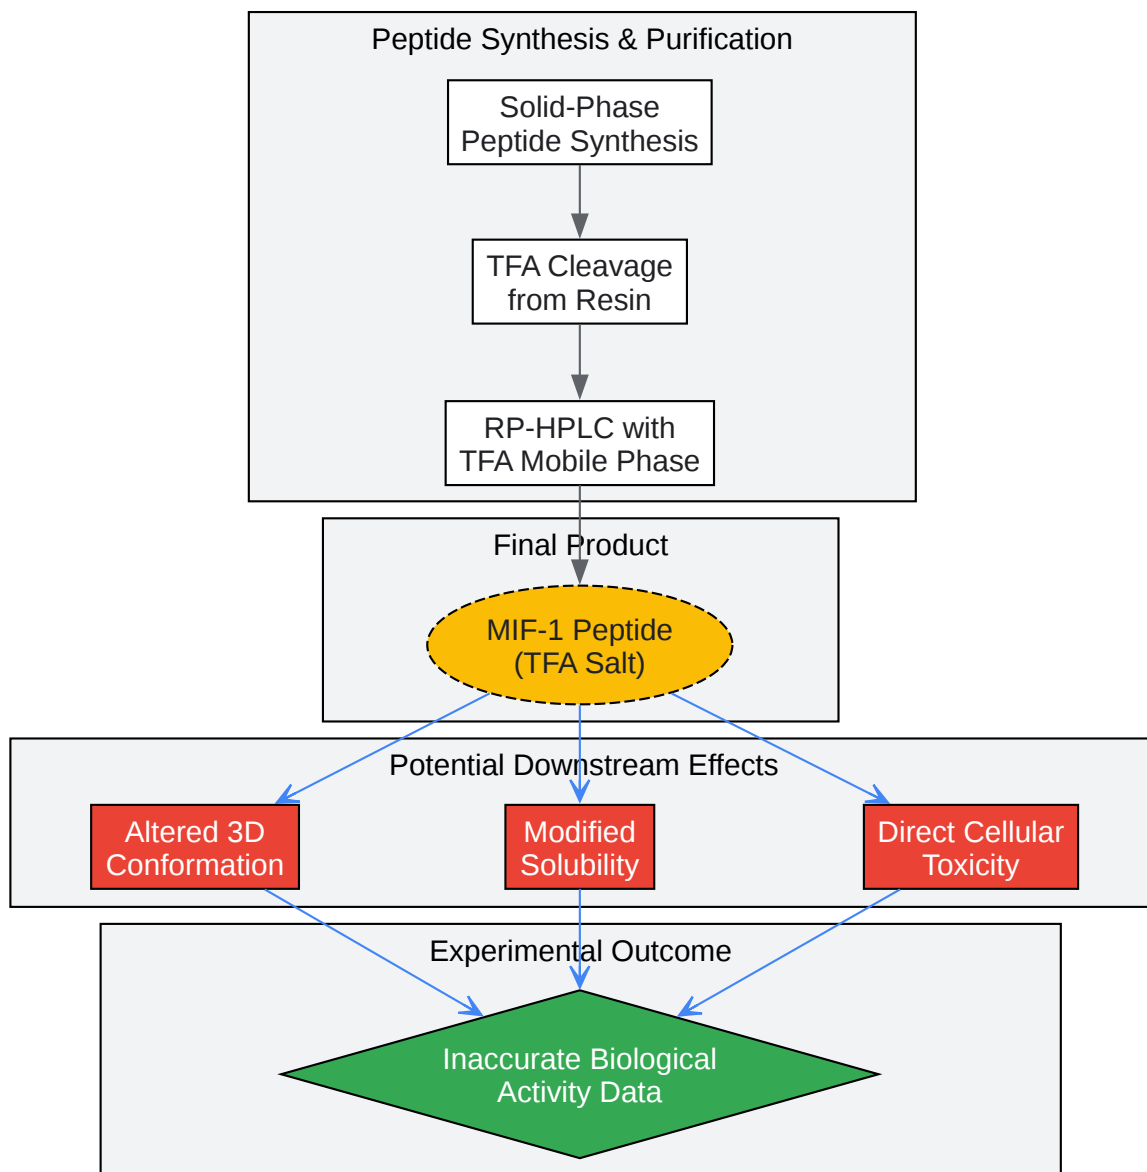 Peptide Synthesis & Purification
Solid-Phase
Peptide Synthesis
TFA Cleavage
from Resin
RP-HPLC with
TFA Mobile Phase
Final Product
MIF-1 Peptide
(TFA Salt)
Potential Downstream Effects
Altered 3D
Conformation
Modified
Solubility
Direct Cellular
Toxicity
Experimental Outcome
Inaccurate Biological
Activity Data